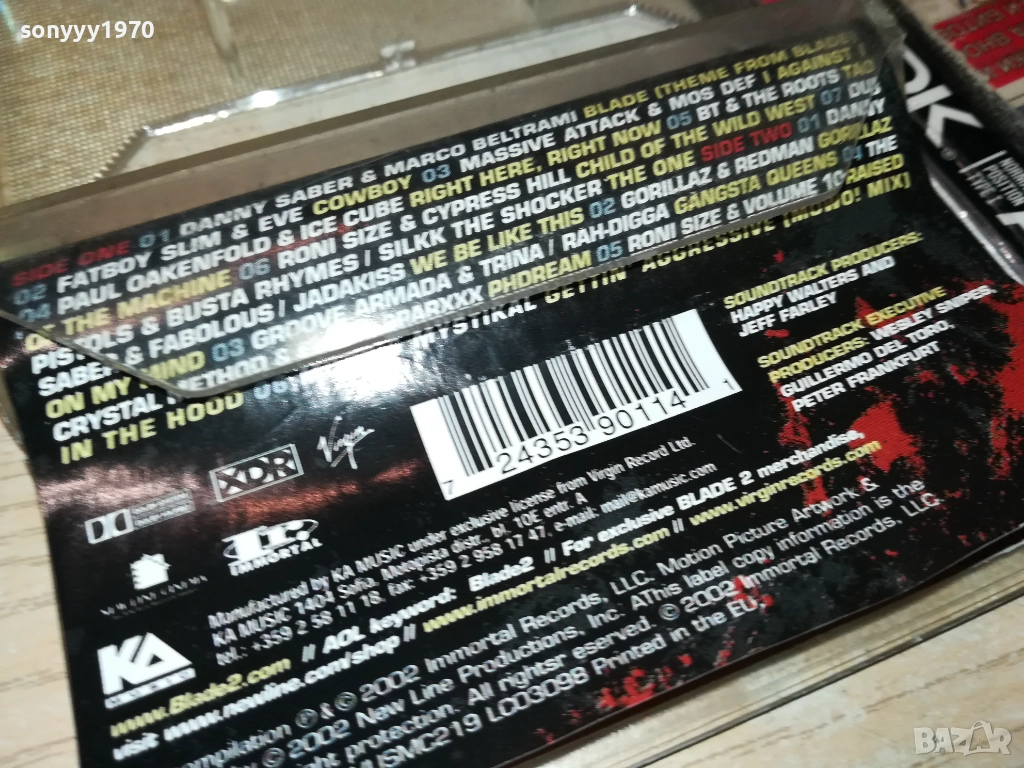 sonyyy1970
SIDE ONE 01 DANNY SABER & MARCO BELTRAMI BLADE (THEME FROM BLADE)
02 FATBOY SLIM & EVE COWBOY 03 MASSIVE ATTACK & MOS DEF I AGAINST I
04 PAUL OAKENFOLD & ICE CUBE RIGHT HERE, RIGHT NOW 05 BT & THE ROOTS TAO
OF THE MACHINE 06 RONI SIZE & CYPRESS HILL CHILD OF THE WILD WEST 07 DUB
PISTOLS & BUSTA RHYMES / SILKK THE SHOCKER THE ONE SIDE TWO 01 DANNY
SABER & FABOLOUS / JADAKISS WE BE LIKE THIS 02 GORILLAZ & REDMAN GORILLAZ
ON MY MIND 03 GROOVE ARMADA & TRINA / RAH-DIGGA GANGSTA QUEENS 04 THE
CRYSTAL METHOD & PHDREAM 05 RONI SIZE & VOLUME 10 RAISED
IN THE HOOD MYSTIKAL GETTIN' AGGRESSIVE MIX)
SOUNDTRACK PRODUCERS:
HAPPY WALTERS AND
JEFF FARLEY
SOUNDTRACK EXECUTIVE
PRODUCERS: WESLEY SNIPES,
GUILLERMO DEL TORO,
PETER FRANKFURT
7 24353 90114 1
XDR
Virgin
IMMORTAL
NEW LINE CINEMA
KA
Manufactured by KA MUSIC under exclusive license from Virgin Record Ltd.
KA MUSIC 1404 Sofia, Manastirski distr., bl. 10E entr. A
tel.: +359 2 58 11 18, Fax: +359 2 958 17 47, e-mail: mail@kamusic.com
www.Blade2.com // AOL keyword: Blade2 // For exclusive BLADE 2 merchandise,
visit www.newline.com/shop // www.immortalrecords.com // www.virginrecords.com
℗ & © 2002 Immortal Records, LLC. Motion Picture Artwork &
© 2002 New Line Productions, Inc. AThis label copy information is the
protection. All rightsr eserved. © 2002 Immortal Records, LLC.
LCD3098 Printed in the EU.
BAZAR